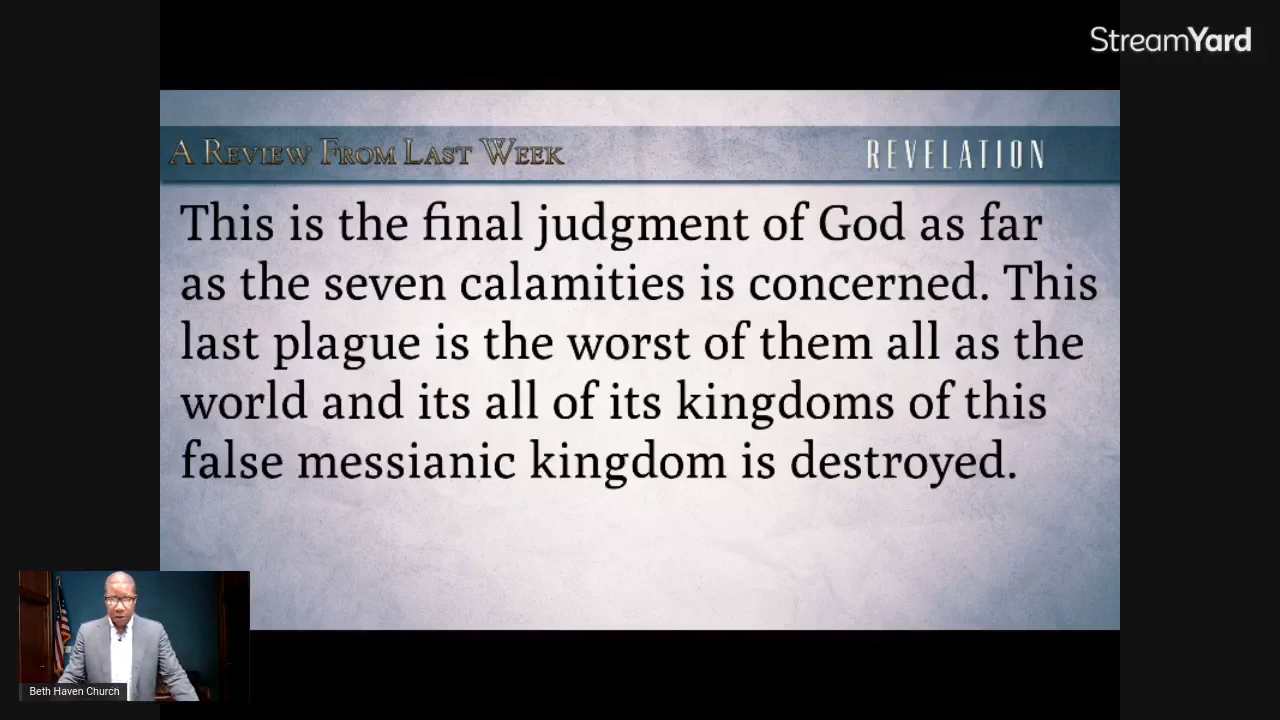 StreamYard
A Review From Last Week
REVELATION
This is the final judgment of God as far
as the seven calamities is concerned. This
last plague is the worst of them all as the
world and its all of its kingdoms of this
false messianic kingdom is destroyed.
Beth Haven Church